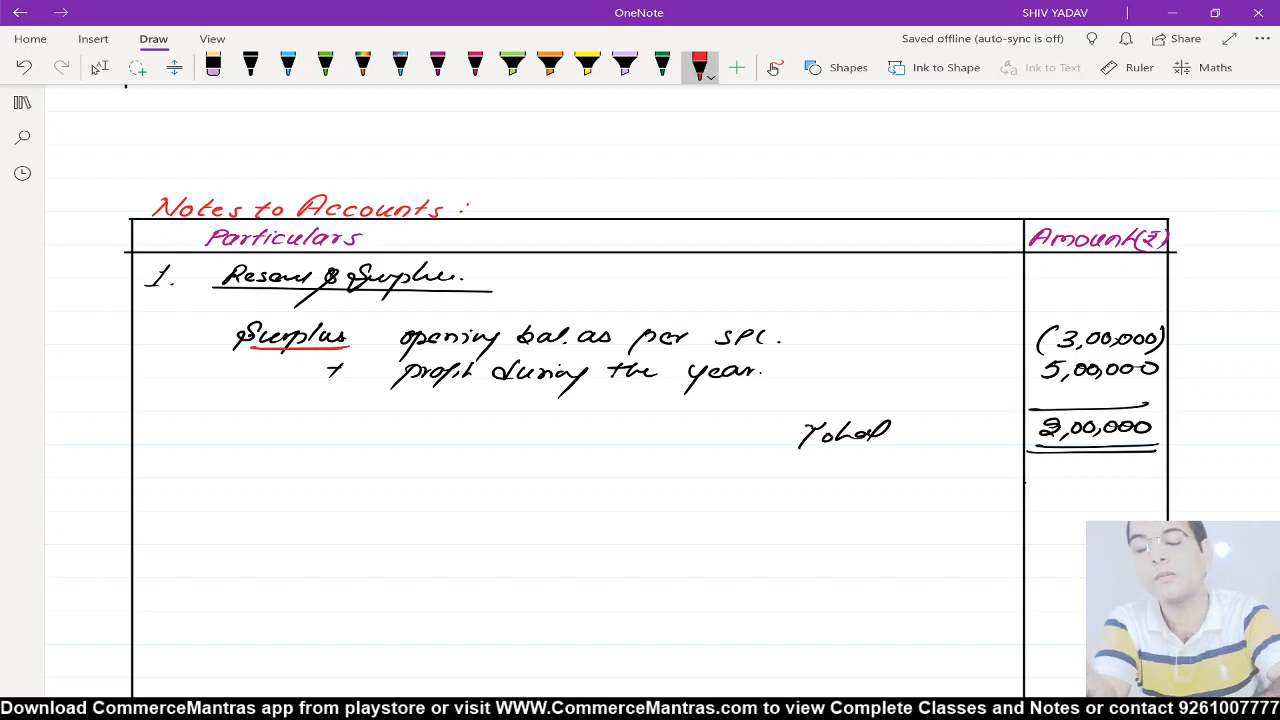 OneNote
SHIV YADAV
Home Insert Draw View
Saved offline (auto-sync is off) Share
Shapes Ink to Shape Ink to Text Ruler Maths
Notes to Accounts :
Particulars Amount(₹)
1. Reserve & Surplus.
Surplus opening bal. as per SPL. (3,00,000)
+ profit during the year. 5,00,000
Total 2,00,000
Download CommerceMantras app from playstore or visit WWW.CommerceMantras.com to view Complete Classes and Notes or contact 9261007777